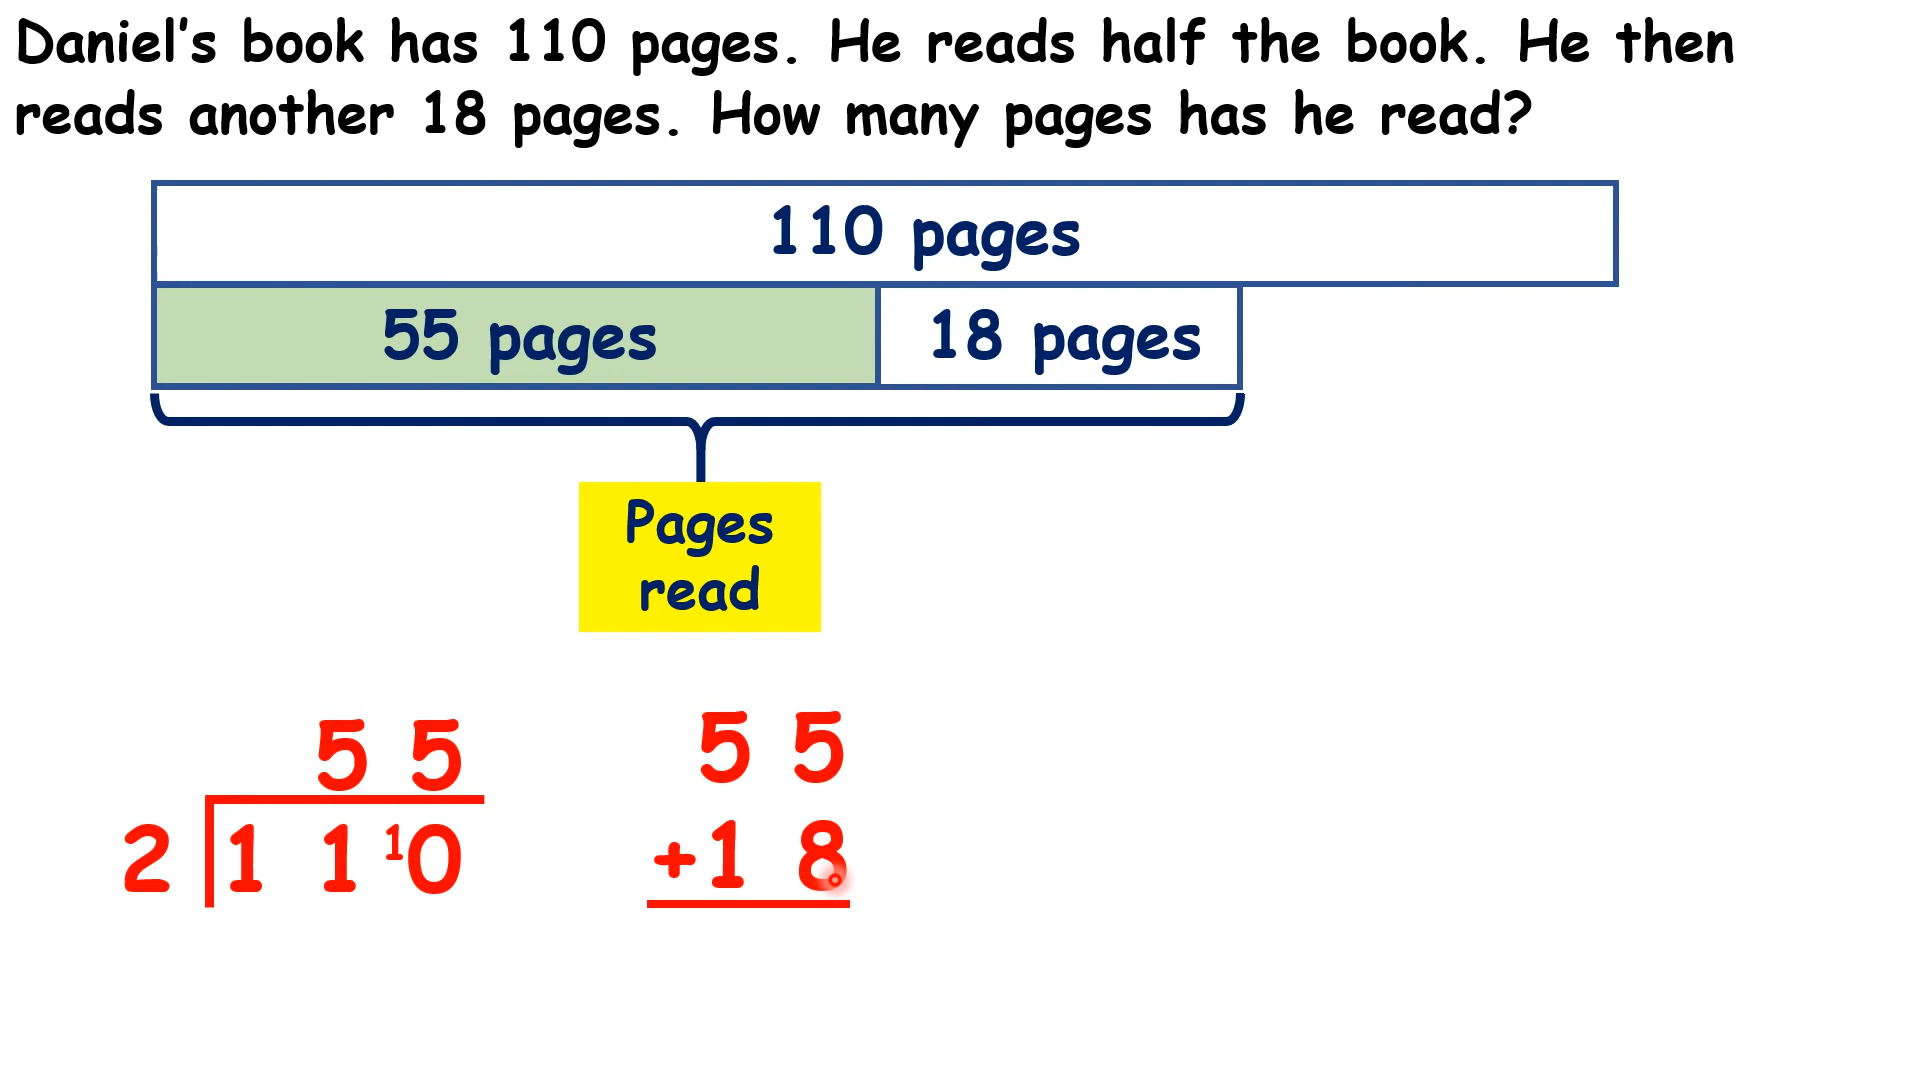 Daniel’s book has 110 pages. He reads half the book. He then
reads another 18 pages. How many pages has he read?
110 pages
55 pages 18 pages
Pages
read
5 5
2 1 1 10
5 5
+1 8